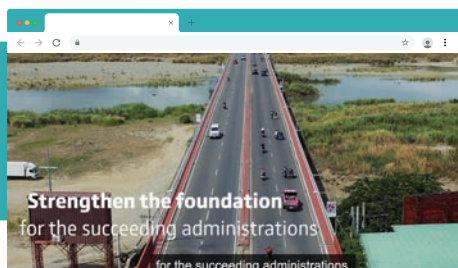 Strengthen the foundation
for the succeeding administrations
for the succeeding administrations